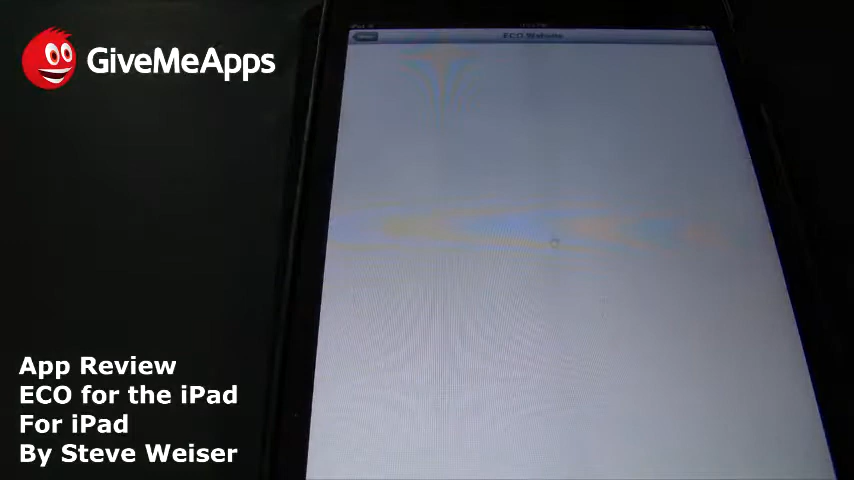 GiveMeApps
ECO Website
App Review
ECO for the iPad
For iPad
By Steve Weiser